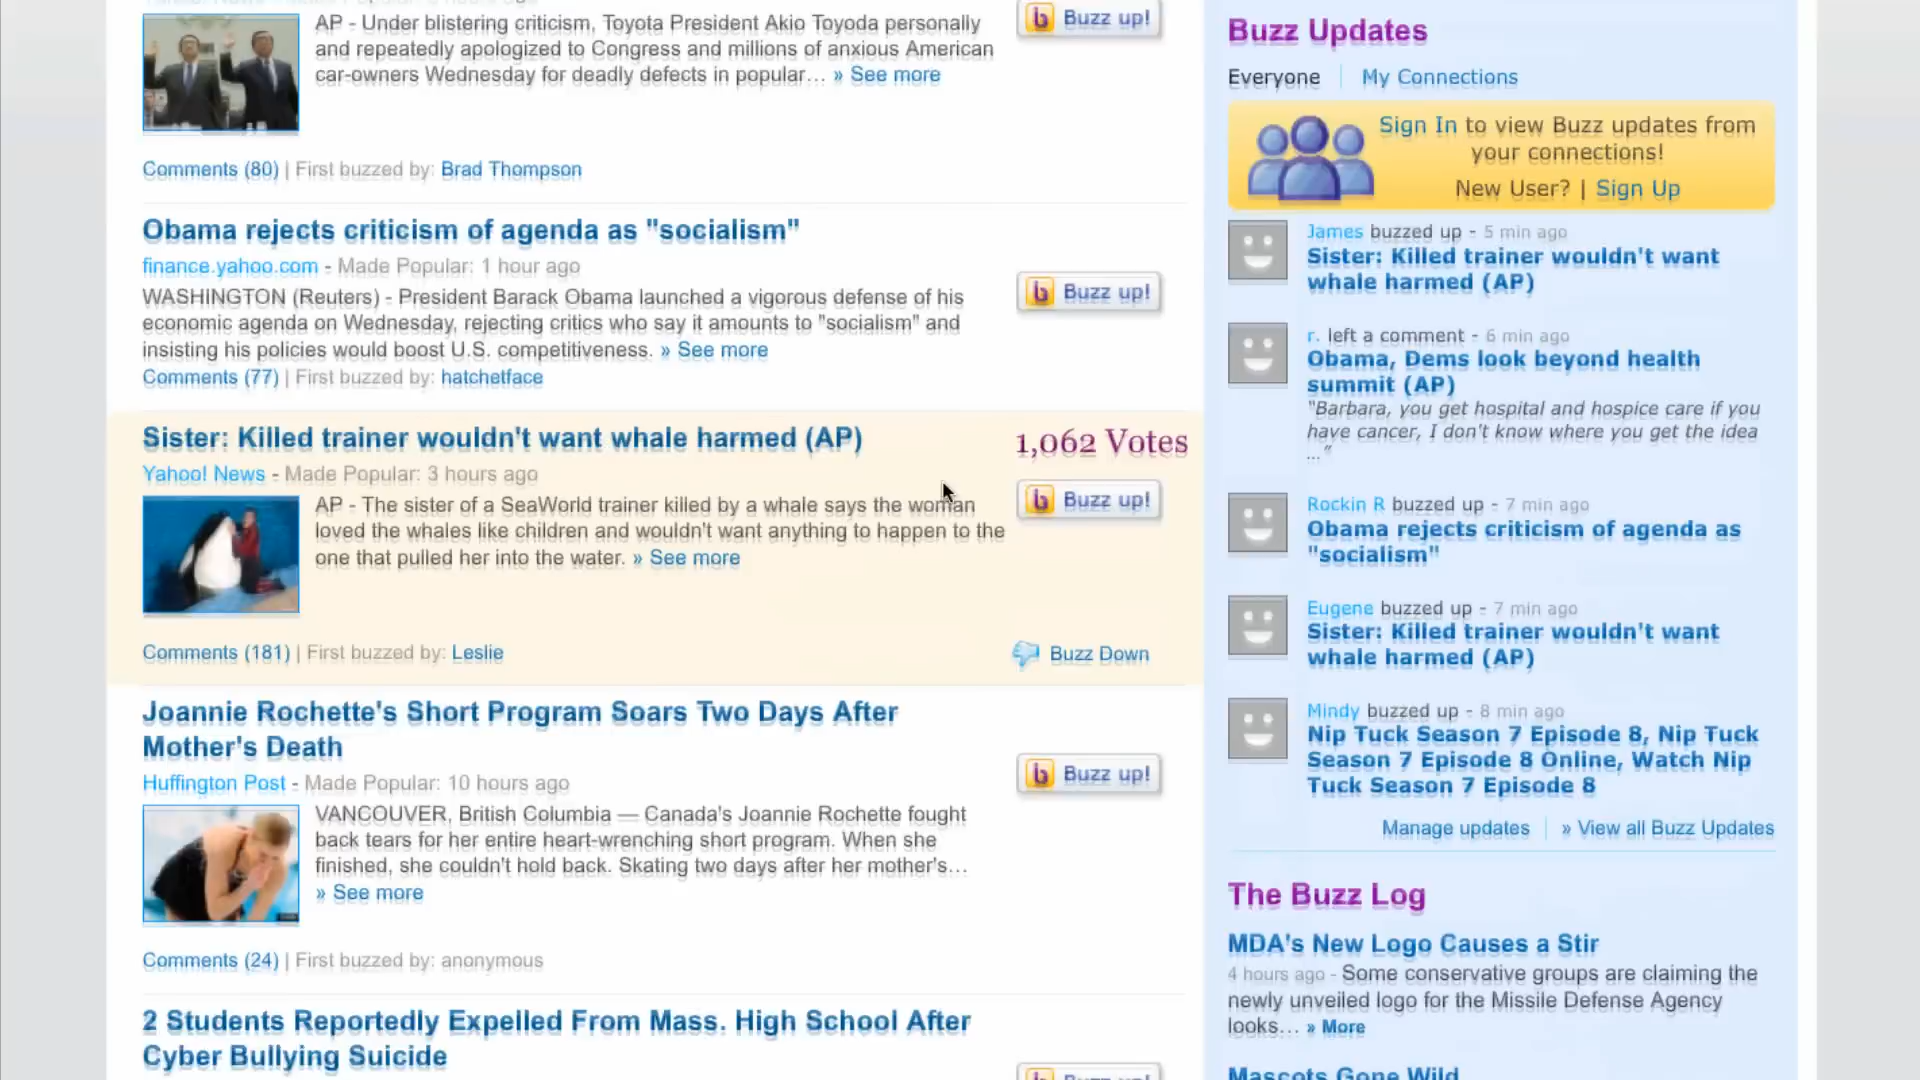 AP - Under blistering criticism, Toyota President Akio Toyoda personally
and repeatedly apologized to Congress and millions of anxious American
car-owners Wednesday for deadly defects in popular... » See more
Buzz up!
Comments (80) | First buzzed by: Brad Thompson
Obama rejects criticism of agenda as "socialism"
finance.yahoo.com - Made Popular: 1 hour ago
WASHINGTON (Reuters) - President Barack Obama launched a vigorous defense of his
economic agenda on Wednesday, rejecting critics who say it amounts to "socialism" and
insisting his policies would boost U.S. competitiveness. » See more
Buzz up!
Comments (77) | First buzzed by: hatchetface
Sister: Killed trainer wouldn't want whale harmed (AP)
1,062 Votes
Yahoo! News - Made Popular: 3 hours ago
AP - The sister of a SeaWorld trainer killed by a whale says the woman
loved the whales like children and wouldn't want anything to happen to the
one that pulled her into the water. » See more
Buzz up!
Comments (181) | First buzzed by: Leslie
Buzz Down
Joannie Rochette's Short Program Soars Two Days After
Mother's Death
Huffington Post - Made Popular: 10 hours ago
Buzz up!
VANCOUVER, British Columbia — Canada's Joannie Rochette fought
back tears for her entire heart-wrenching short program. When she
finished, she couldn't hold back. Skating two days after her mother's...
» See more
Comments (24) | First buzzed by: anonymous
2 Students Reportedly Expelled From Mass. High School After
Cyber Bullying Suicide
Buzz up!
Buzz Updates
Everyone | My Connections
Sign In to view Buzz updates from
your connections!
New User? | Sign Up
James buzzed up - 5 min ago
Sister: Killed trainer wouldn't want
whale harmed (AP)
r. left a comment - 6 min ago
Obama, Dems look beyond health
summit (AP)
"Barbara, you get hospital and hospice care if you
have cancer, I don't know where you get the idea
..."
Rockin R buzzed up - 7 min ago
Obama rejects criticism of agenda as
"socialism"
Eugene buzzed up - 7 min ago
Sister: Killed trainer wouldn't want
whale harmed (AP)
Mindy buzzed up - 8 min ago
Nip Tuck Season 7 Episode 8, Nip Tuck
Season 7 Episode 8 Online, Watch Nip
Tuck Season 7 Episode 8
Manage updates | » View all Buzz Updates
The Buzz Log
MDA's New Logo Causes a Stir
4 hours ago - Some conservative groups are claiming the
newly unveiled logo for the Missile Defense Agency
looks... » More
Mascots Gone Wild